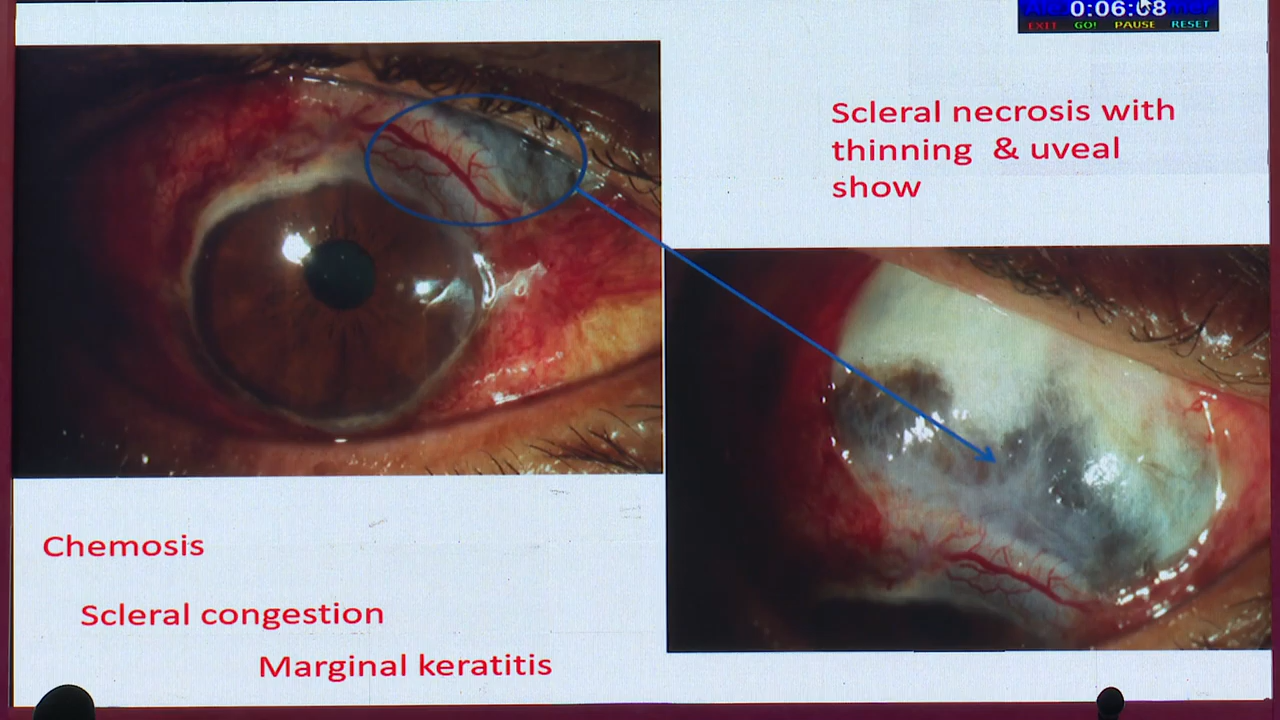 0:06:08
EXIT GO! PAUSE RESET
Scleral necrosis with
thinning & uveal
show
Chemosis
Scleral congestion
Marginal keratitis